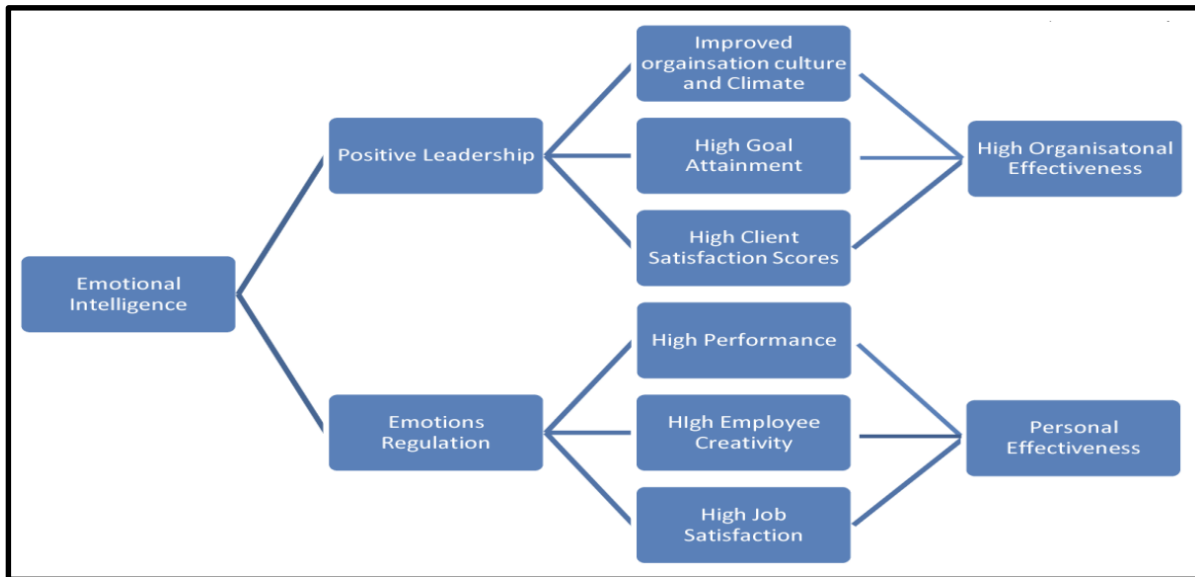 Improved
orgainsation culture
and Climate
Positive Leadership
High Goal
Attainment
High Organisatonal
Effectiveness
High Client
Satisfaction Scores
Emotional
Intelligence
High Performance
Emotions
Regulation
HIgh Employee
Creativity
Personal
Effectiveness
High Job
Satisfaction